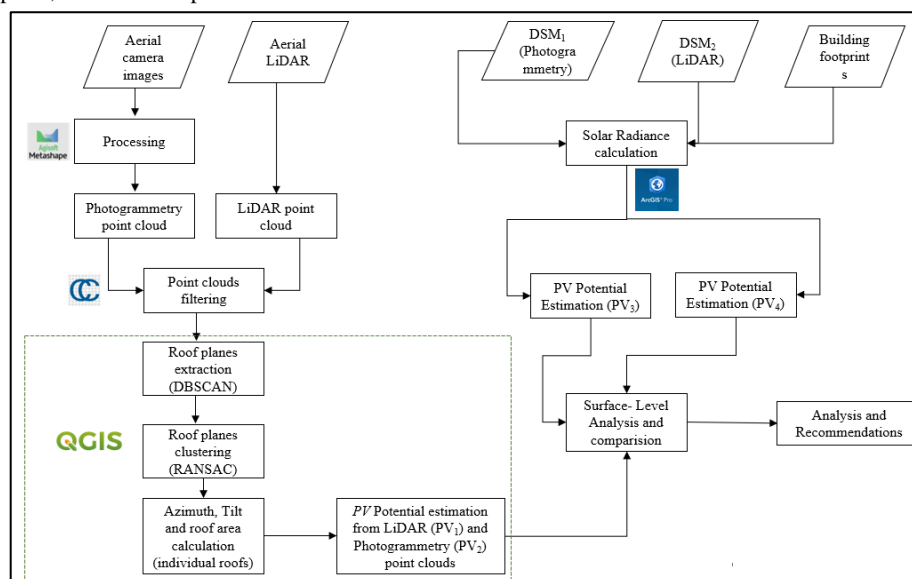 Aerial
camera
images
Aerial
LiDAR
DSM₁
(Photogra
mmetry)
DSM₂
(LiDAR)
Building
footprint
s
Agisoft
Metashape
Processing
Solar Radiance
calculation
ArcGIS Pro
Photogrammetry
point cloud
LiDAR point
cloud
CC
Point clouds
filtering
PV Potential
Estimation (PV₃)
PV Potential
Estimation (PV₄)
Roof planes
extraction
(DBSCAN)
QGIS
Roof planes
clustering
(RANSAC)
Surface- Level
Analysis and
comparision
Analysis and
Recommendations
Azimuth, Tilt
and roof area
calculation
(individual roofs)
PV Potential estimation
from LiDAR (PV₁) and
Photogrammetry (PV₂)
point clouds